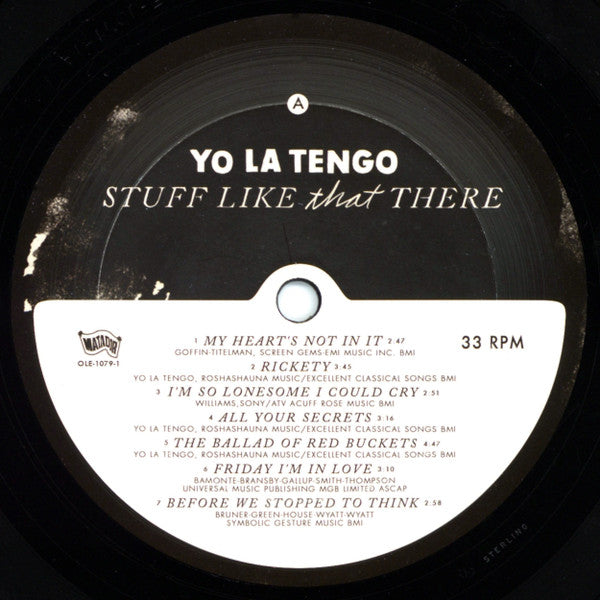 A
YO LA TENGO
STUFF LIKE that THERE
MATADOR
OLE-1079-1
33 RPM
1 MY HEART'S NOT IN IT 2:47
GOFFIN-TITELMAN, SCREEN GEMS-EMI MUSIC INC. BMI
2 RICKETY 3:45
YO LA TENGO, ROSHASHAUNA MUSIC/EXCELLENT CLASSICAL SONGS BMI
3 I'M SO LONESOME I COULD CRY 2:51
WILLIAMS,SONY/ATV ACUFF ROSE MUSIC BMI
4 ALL YOUR SECRETS 3:16
YO LA TENGO, ROSHASHAUNA MUSIC/EXCELLENT CLASSICAL SONGS BMI
5 THE BALLAD OF RED BUCKETS 4:47
YO LA TENGO, ROSHASHAUNA MUSIC/EXCELLENT CLASSICAL SONGS BMI
6 FRIDAY I'M IN LOVE 3:10
BAMONTE-BRANSBY-GALLUP-SMITH-THOMPSON
UNIVERSAL MUSIC PUBLISHING MGB LIMITED ASCAP
7 BEFORE WE STOPPED TO THINK 2:58
BRUNER-GREEN-HOUSE-WYATT-WYATT
SYMBOLIC GESTURE MUSIC BMI
STERLING